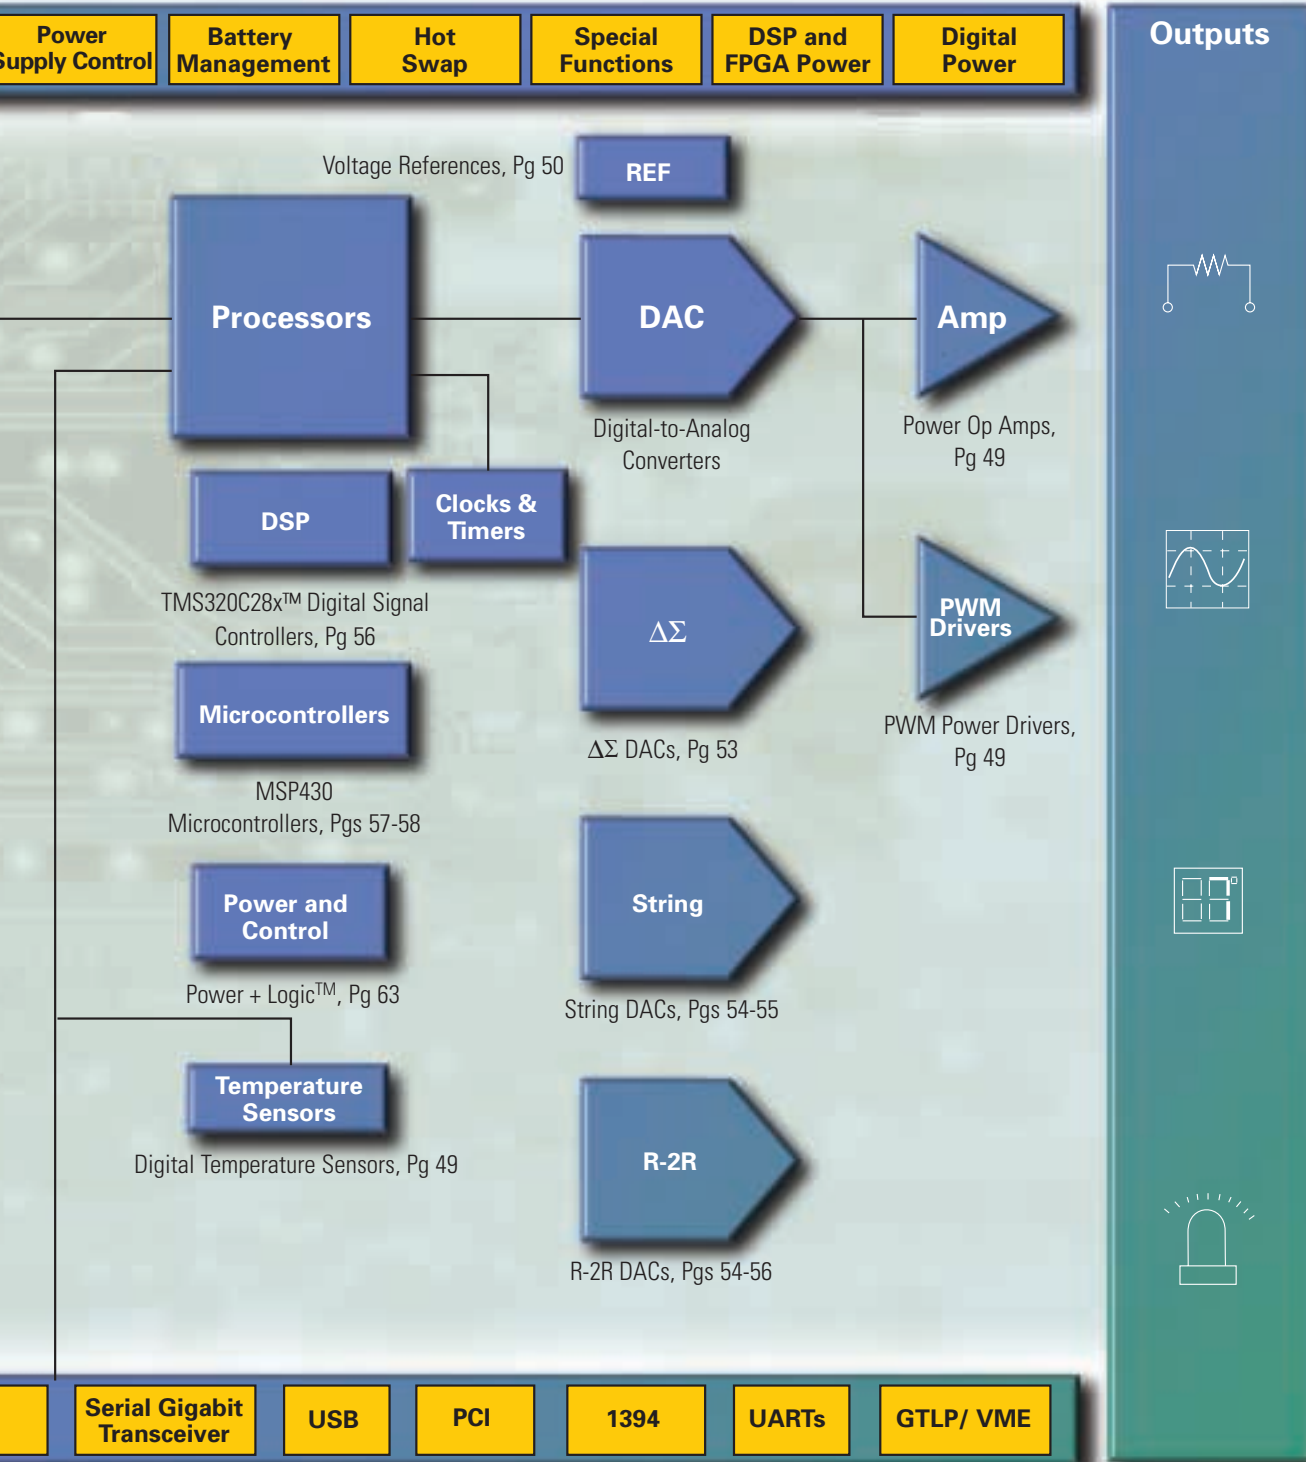 Power
Supply Control
Battery
Management
Hot
Swap
Special
Functions
DSP and
FPGA Power
Digital
Power
Outputs
Voltage References, Pg 50
REF
Processors
DAC
Amp
Digital-to-Analog
Converters
Power Op Amps,
Pg 49
DSP
Clocks &
Timers
TMS320C28x™ Digital Signal
Controllers, Pg 56
ΔΣ
PWM
Drivers
Microcontrollers
ΔΣ DACs, Pg 53
PWM Power Drivers,
Pg 49
MSP430
Microcontrollers, Pgs 57-58
Power and
Control
String
Power + Logic™, Pg 63
String DACs, Pgs 54-55
Temperature
Sensors
Digital Temperature Sensors, Pg 49
R-2R
R-2R DACs, Pgs 54-56
Serial Gigabit
Transceiver
USB
PCI
1394
UARTs
GTLP/ VME